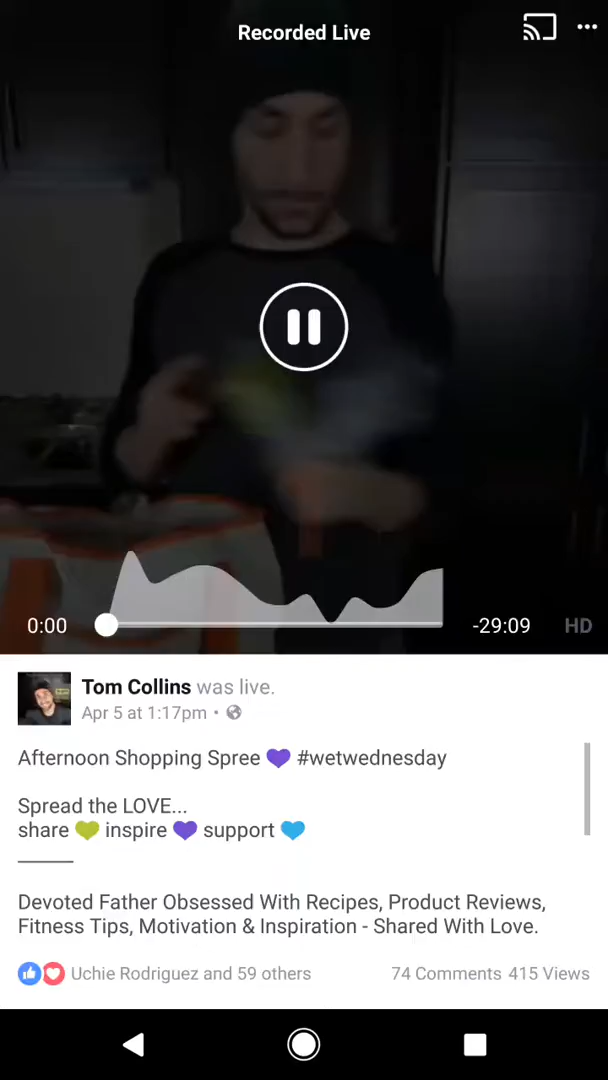 Recorded Live
0:00
-29:09
HD
Tom Collins was live.
Apr 5 at 1:17pm •
Afternoon Shopping Spree 💜 #wetwednesday
Spread the LOVE...
share 💚 inspire 💜 support 💙
Devoted Father Obsessed With Recipes, Product Reviews,
Fitness Tips, Motivation & Inspiration - Shared With Love.
Uchie Rodriguez and 59 others
74 Comments 415 Views